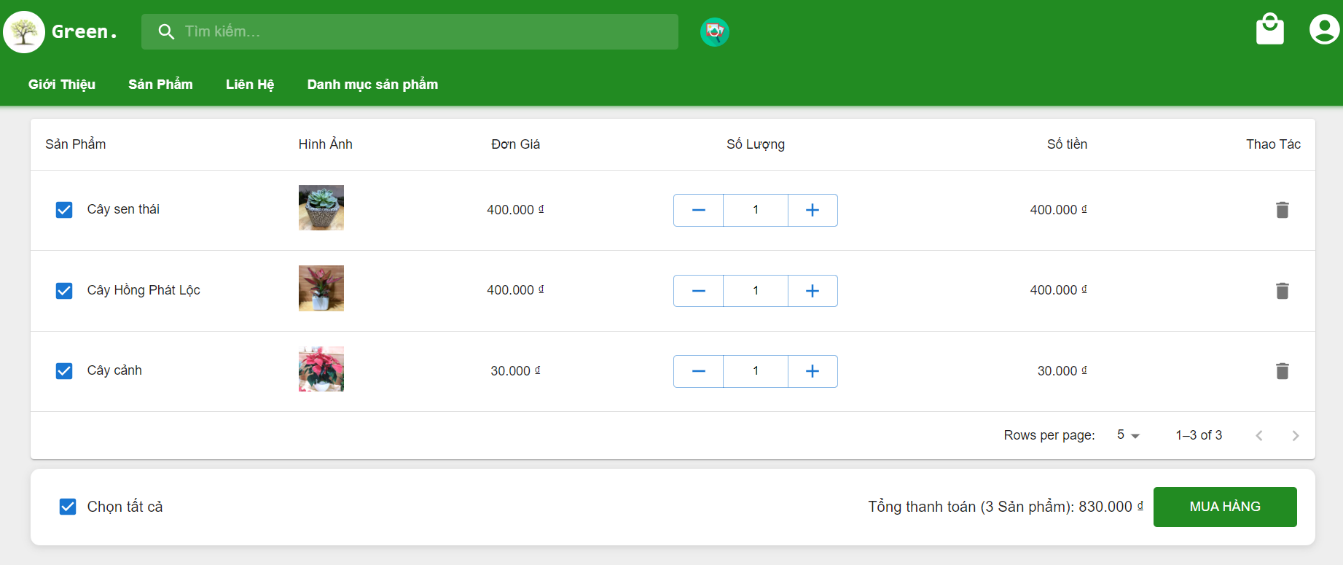 Green.
Tìm kiếm...
Giới Thiệu Sản Phẩm Liên Hệ Danh mục sản phẩm
Sản Phẩm Hình Ảnh Đơn Giá Số Lượng Số tiền Thao Tác
Cây sen thái 400.000 ₫ 1 400.000 ₫
Cây Hồng Phát Lộc 400.000 ₫ 1 400.000 ₫
Cây cảnh 30.000 ₫ 1 30.000 ₫
Rows per page: 5 1–3 of 3
Chọn tất cả Tổng thanh toán (3 Sản phẩm): 830.000 ₫ MUA HÀNG